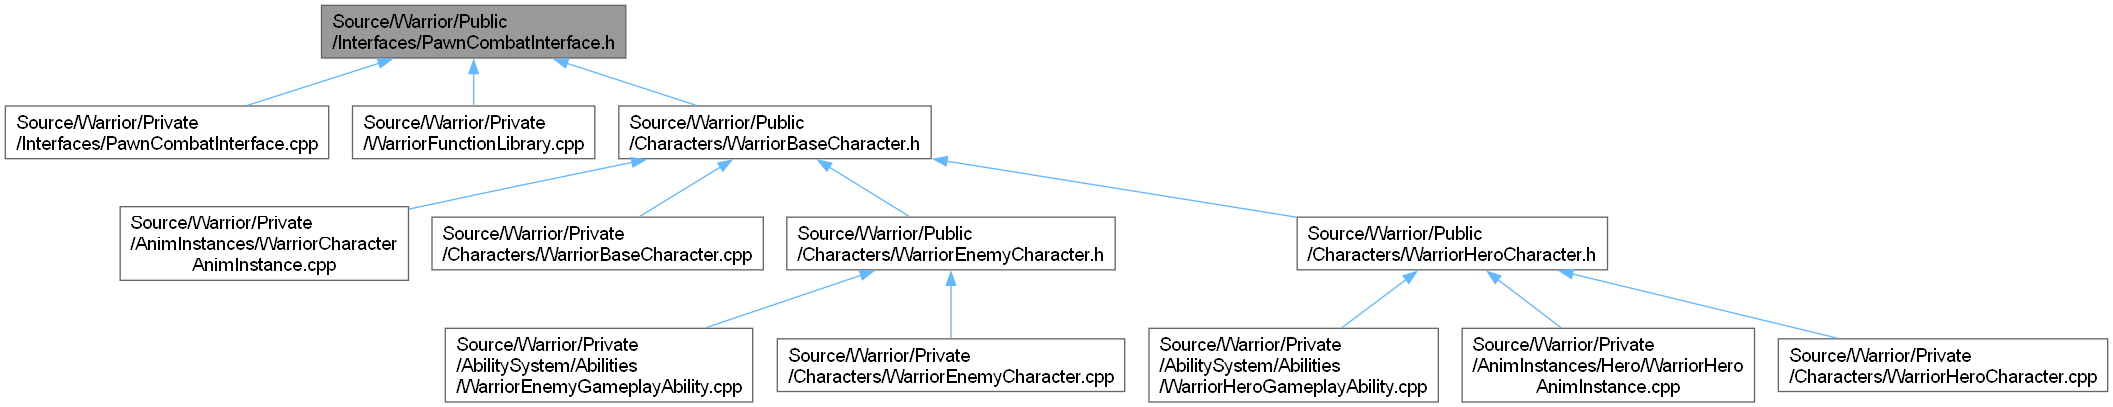 Source/Warrior/Public
/Interfaces/PawnCombatInterface.h
Source/Warrior/Private
/Interfaces/PawnCombatInterface.cpp
Source/Warrior/Private
/WarriorFunctionLibrary.cpp
Source/Warrior/Public
/Characters/WarriorBaseCharacter.h
Source/Warrior/Private
/AnimInstances/WarriorCharacter
AnimInstance.cpp
Source/Warrior/Private
/Characters/WarriorBaseCharacter.cpp
Source/Warrior/Public
/Characters/WarriorEnemyCharacter.h
Source/Warrior/Public
/Characters/WarriorHeroCharacter.h
Source/Warrior/Private
/AbilitySystem/Abilities
/WarriorEnemyGameplayAbility.cpp
Source/Warrior/Private
/Characters/WarriorEnemyCharacter.cpp
Source/Warrior/Private
/AbilitySystem/Abilities
/WarriorHeroGameplayAbility.cpp
Source/Warrior/Private
/AnimInstances/Hero/WarriorHero
AnimInstance.cpp
Source/Warrior/Private
/Characters/WarriorHeroCharacter.cpp